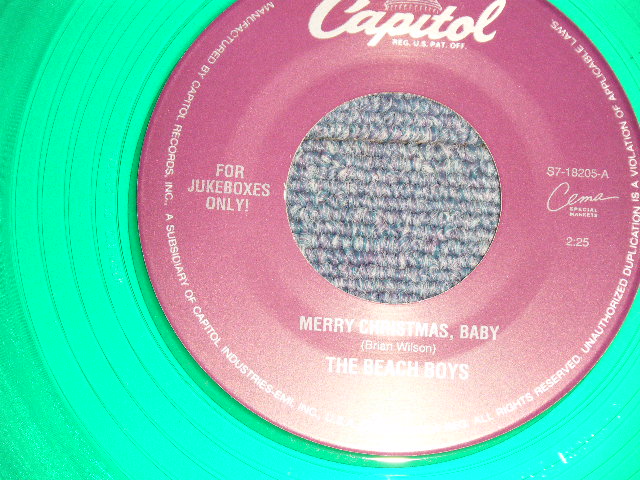 Capitol
REG. U.S. PAT. OFF.
FOR
JUKEBOXES
ONLY!
S7-18205-A
Cema
SPECIAL
MARKETS
2:25
MERRY CHRISTMAS, BABY
(Brian Wilson)
THE BEACH BOYS
MANUFACTURED BY CAPITOL RECORDS, INC., A SUBSIDIARY OF CAPITOL INDUSTRIES-EMI, INC.
ALL RIGHTS RESERVED. UNAUTHORIZED DUPLICATION IS A VIOLATION OF APPLICABLE LAWS.